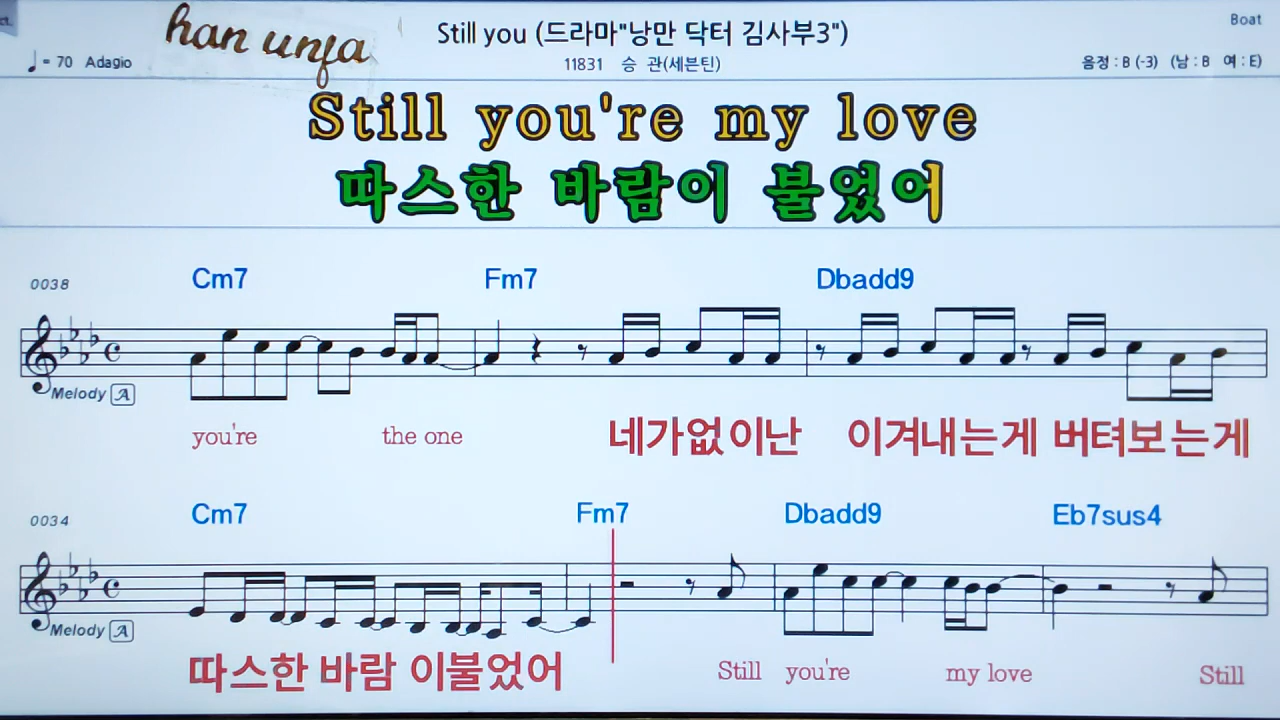 ct.
han unfa
Still you (드라마"낭만 닥터 김사부3")
Boat
♩= 70 Adagio
11831 승 관(세븐틴)
음정 : B (-3) (남 : B 여 : E)
Still you're my love
따스한 바람이 불었어
0038
Cm7 Fm7 Dbadd9
Melody A
you're the one 네가없이난 이겨내는게 버텨보는게
0034
Cm7 Fm7 Dbadd9 Eb7sus4
Melody A
따스한 바람 이불었어 Still you're my love Still